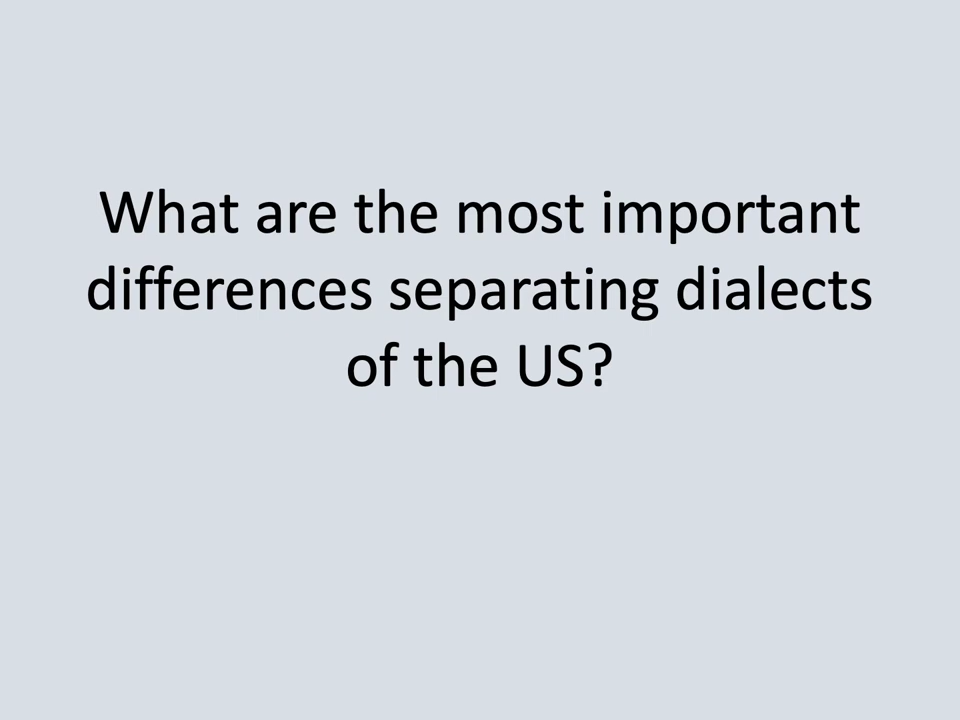 What are the most important
differences separating dialects
of the US?